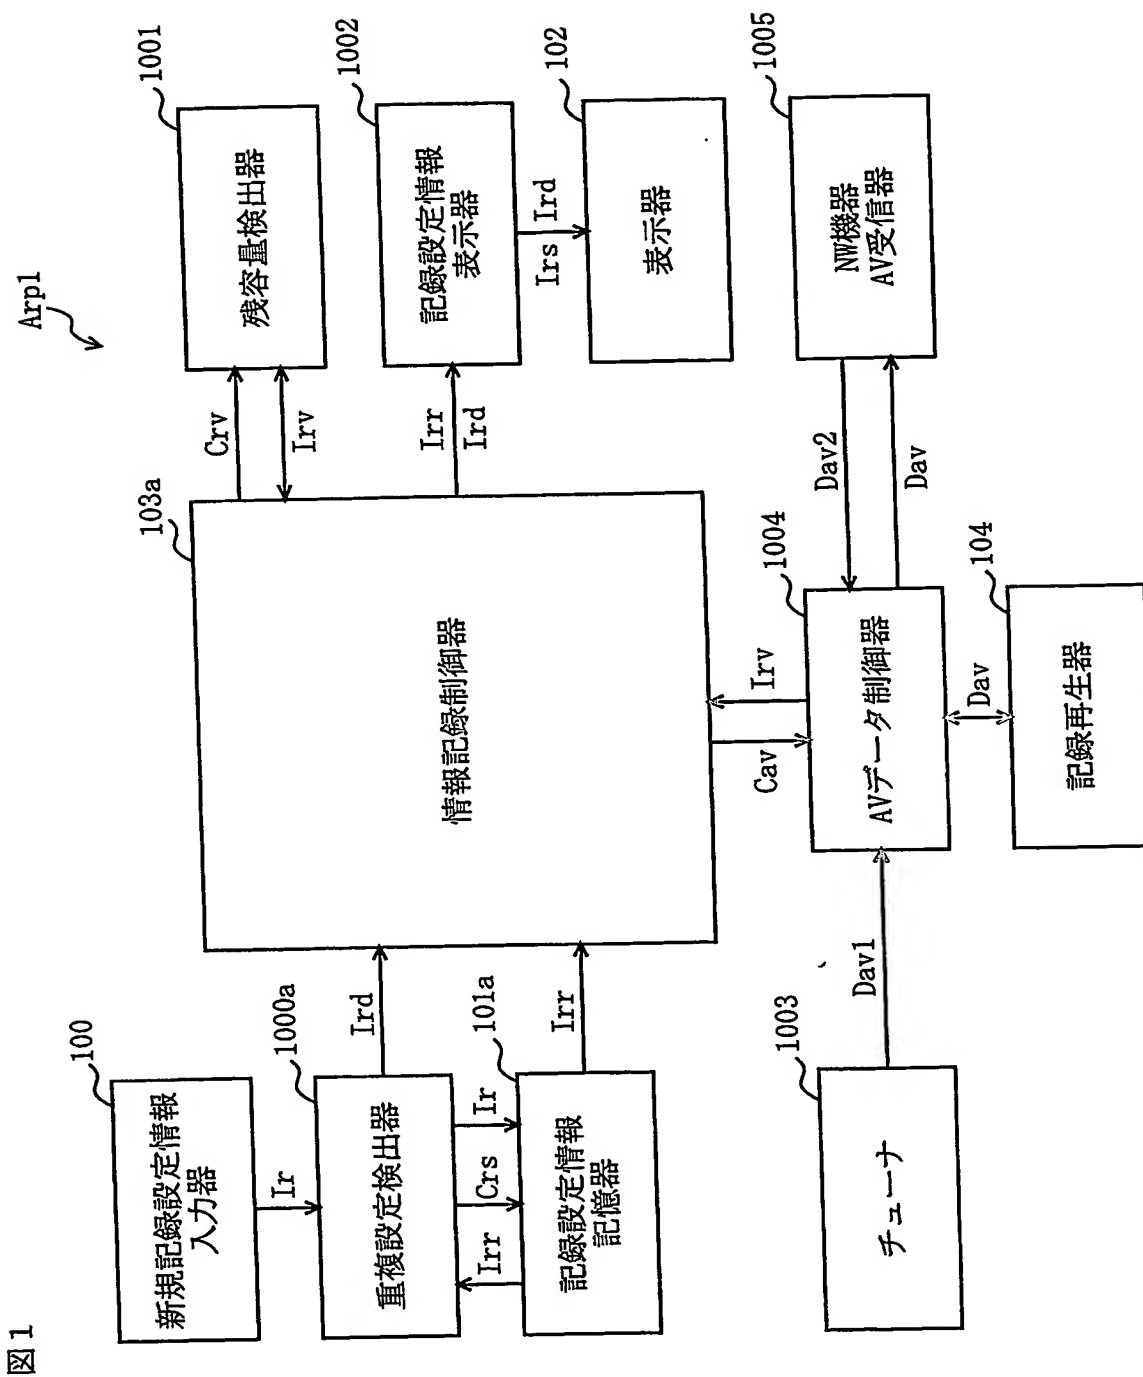 図1
Arp1
100
新規記録設定情報
入力器
Ir
1000a
重複設定検出器
Ird
Irr
Crs
Ir
101a
記録設定情報
記憶器
Irr
103a
情報記録制御器
Crv
Irv
1001
残容量検出器
Irr
Ird
1002
記録設定情報
表示器
Irs
Ird
102
表示器
Cav
Irv
1003
チューナ
Dav1
1004
AVデータ制御器
Dav
104
記録再生器
Dav2
Dav
1005
NW機器
AV受信器